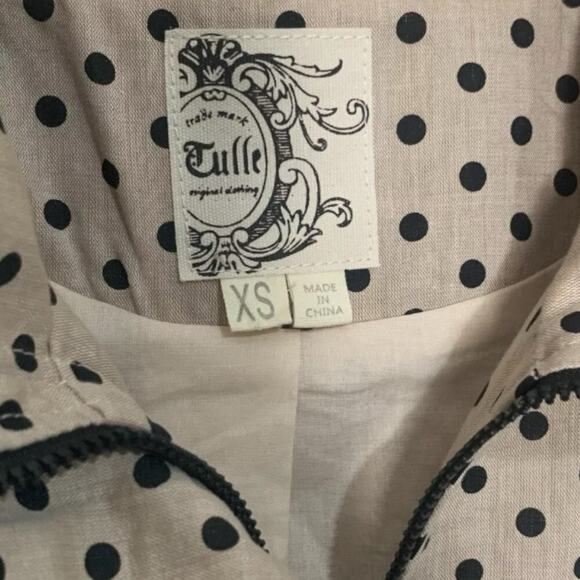 trade mark
Tulle
original clothing
XS
MADE
IN
CHINA